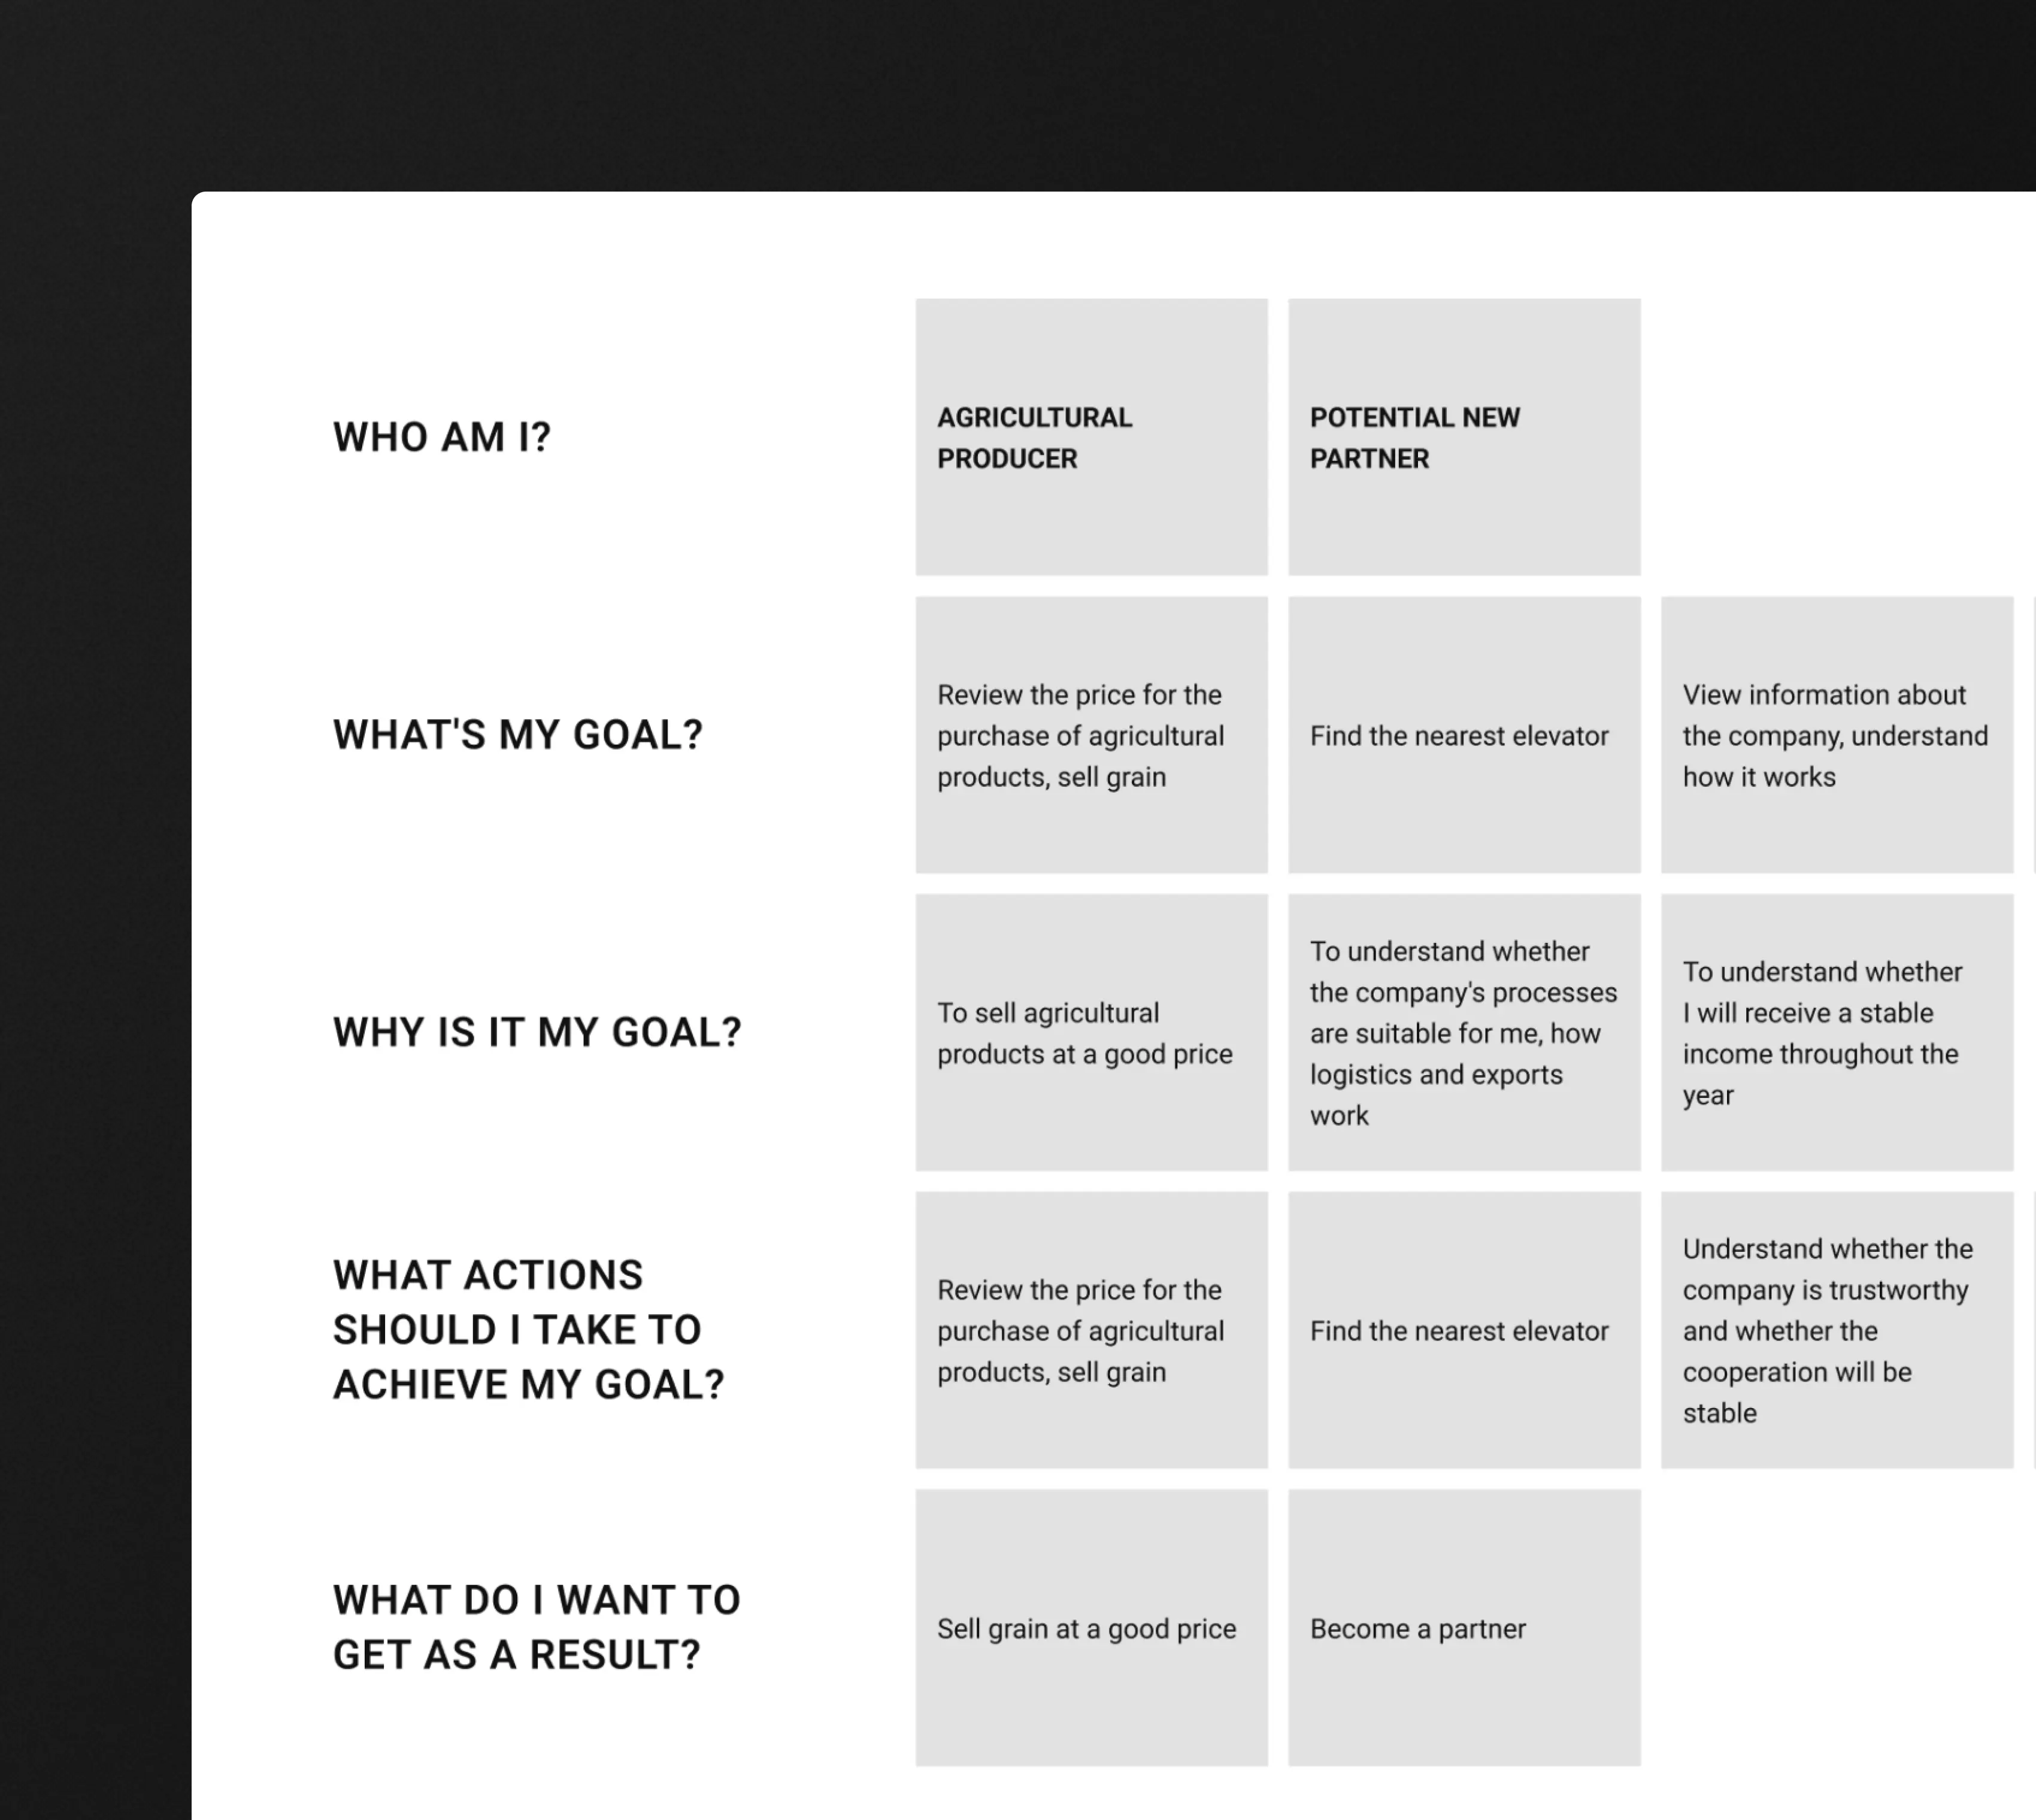 WHO AM I?
AGRICULTURAL
PRODUCER
POTENTIAL NEW
PARTNER
WHAT'S MY GOAL?
Review the price for the
purchase of agricultural
products, sell grain
Find the nearest elevator
View information about
the company, understand
how it works
WHY IS IT MY GOAL?
To sell agricultural
products at a good price
To understand whether
the company's processes
are suitable for me, how
logistics and exports
work
To understand whether
I will receive a stable
income throughout the
year
WHAT ACTIONS
SHOULD I TAKE TO
ACHIEVE MY GOAL?
Review the price for the
purchase of agricultural
products, sell grain
Find the nearest elevator
Understand whether the
company is trustworthy
and whether the
cooperation will be
stable
WHAT DO I WANT TO
GET AS A RESULT?
Sell grain at a good price
Become a partner